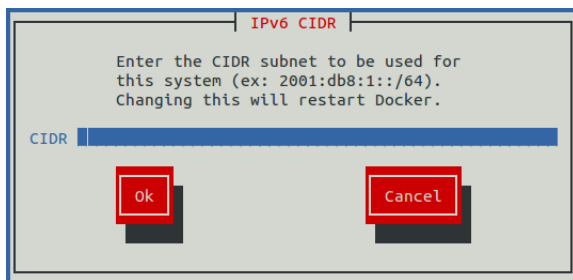 IPv6 CIDR
Enter the CIDR subnet to be used for
this system (ex: 2001:db8:1::/64).
Changing this will restart Docker.
CIDR
Ok Cancel